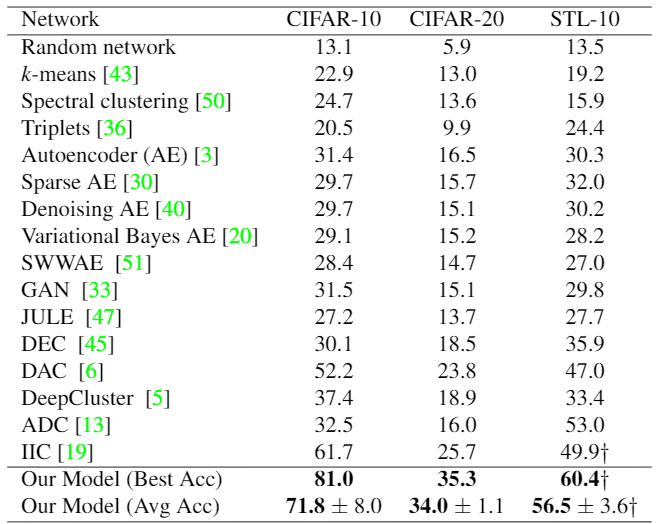 Network CIFAR-10 CIFAR-20 STL-10
Random network 13.1 5.9 13.5
k-means [43] 22.9 13.0 19.2
Spectral clustering [50] 24.7 13.6 15.9
Triplets [36] 20.5 9.9 24.4
Autoencoder (AE) [3] 31.4 16.5 30.3
Sparse AE [30] 29.7 15.7 32.0
Denoising AE [40] 29.7 15.1 30.2
Variational Bayes AE [20] 29.1 15.2 28.2
SWWAE [51] 28.4 14.7 27.0
GAN [33] 31.5 15.1 29.8
JULE [47] 27.2 13.7 27.7
DEC [45] 30.1 18.5 35.9
DAC [6] 52.2 23.8 47.0
DeepCluster [5] 37.4 18.9 33.4
ADC [13] 32.5 16.0 53.0
IIC [19] 61.7 25.7 49.9†
Our Model (Best Acc) 81.0 35.3 60.4†
Our Model (Avg Acc) 71.8 ± 8.0 34.0 ± 1.1 56.5 ± 3.6†